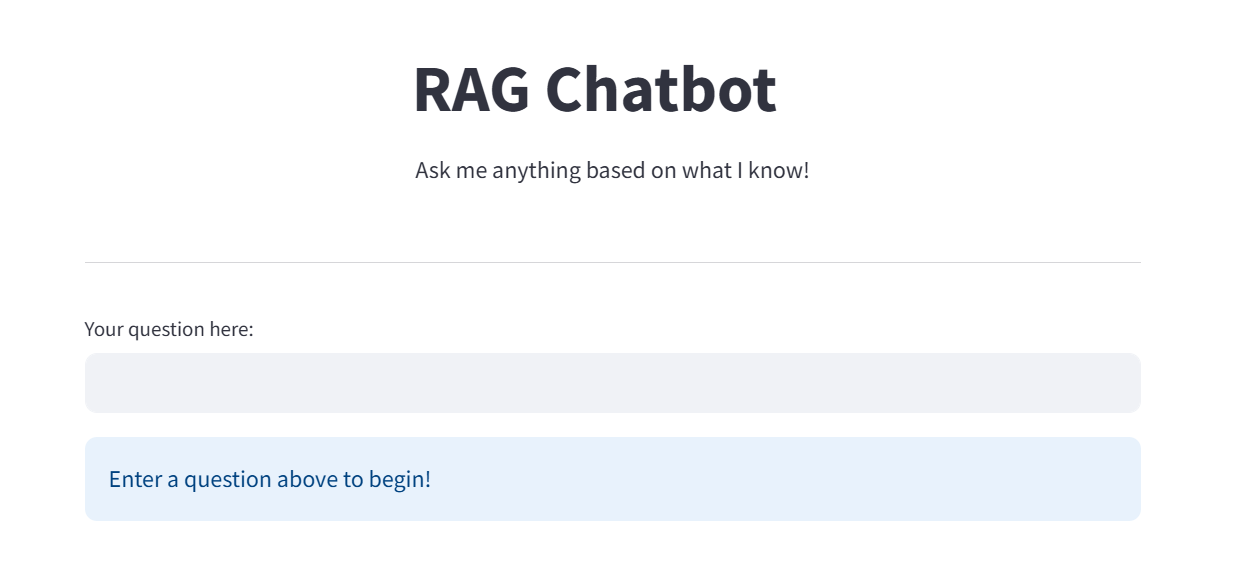 RAG Chatbot
Ask me anything based on what I know!
Your question here:
Enter a question above to begin!